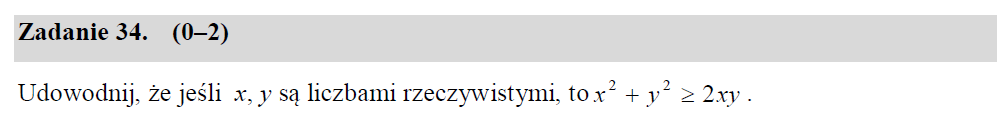 Zadanie 34. (0–2)
Udowodnij, że jeśli x, y są liczbami rzeczywistymi, to x² + y² ≥ 2xy .